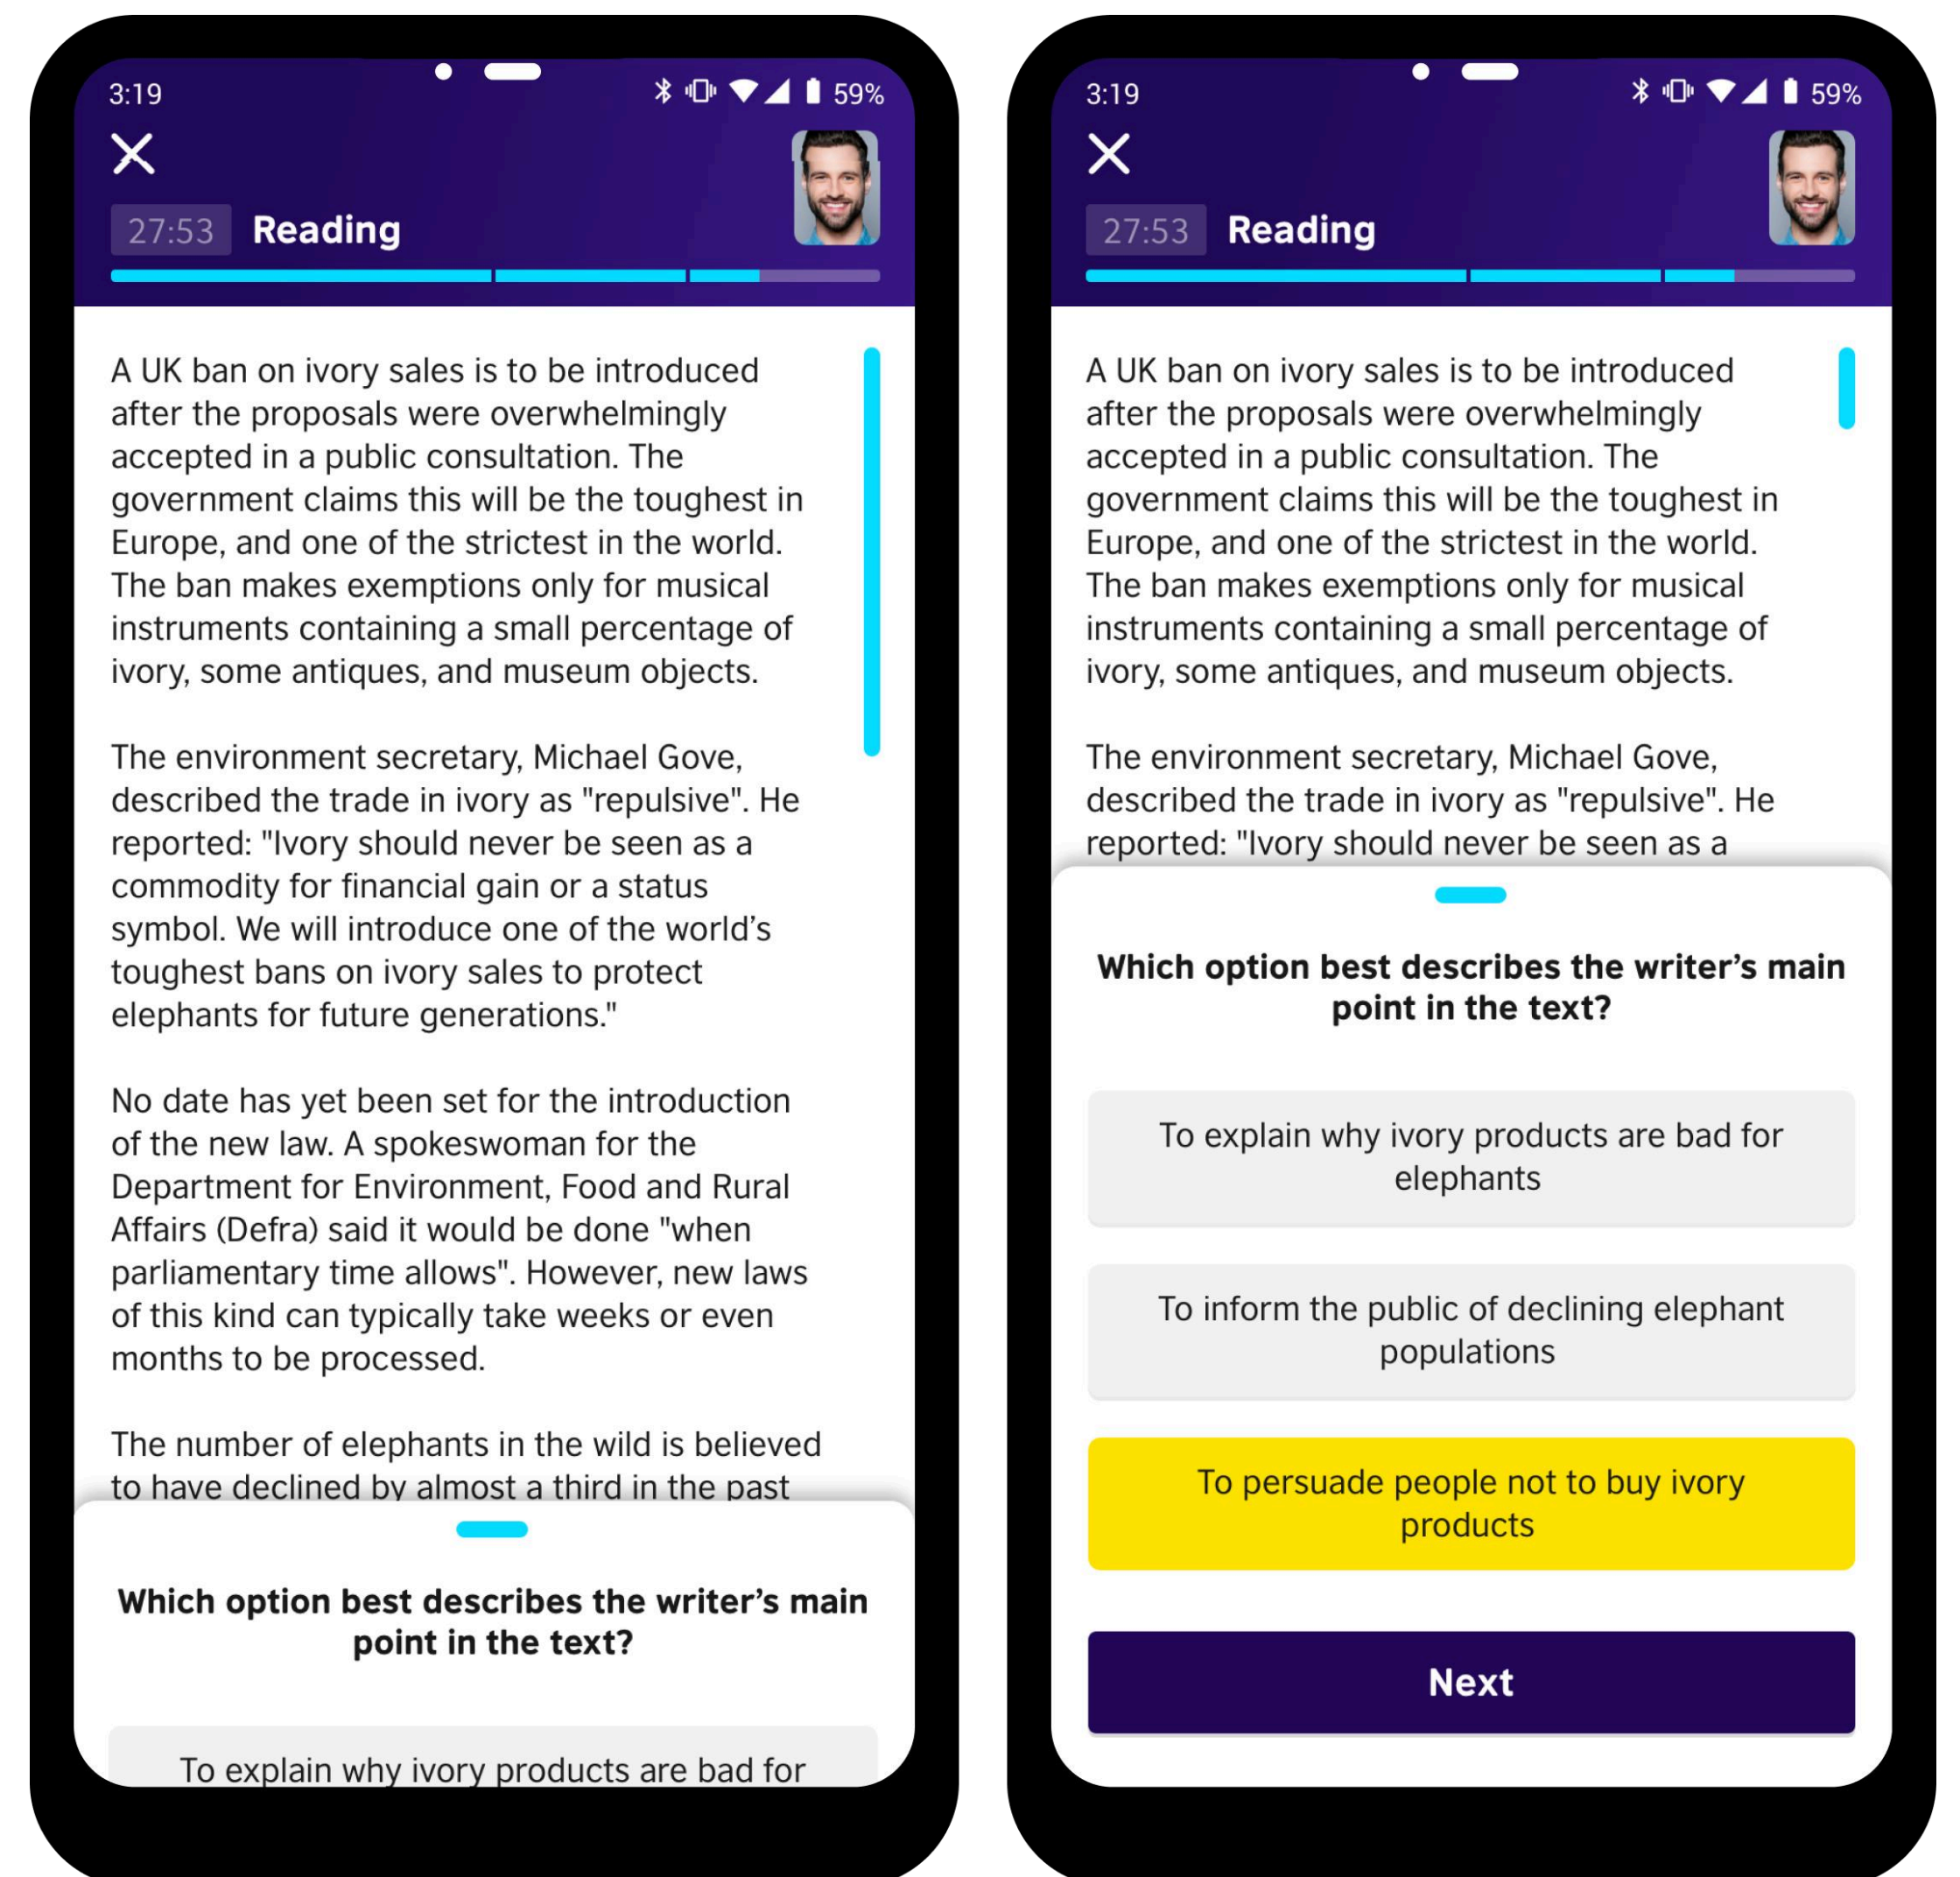 3:19
59%
27:53 Reading
A UK ban on ivory sales is to be introduced
after the proposals were overwhelmingly
accepted in a public consultation. The
government claims this will be the toughest in
Europe, and one of the strictest in the world.
The ban makes exemptions only for musical
instruments containing a small percentage of
ivory, some antiques, and museum objects.
The environment secretary, Michael Gove,
described the trade in ivory as "repulsive". He
reported: "Ivory should never be seen as a
commodity for financial gain or a status
symbol. We will introduce one of the world's
toughest bans on ivory sales to protect
elephants for future generations."
No date has yet been set for the introduction
of the new law. A spokeswoman for the
Department for Environment, Food and Rural
Affairs (Defra) said it would be done "when
parliamentary time allows". However, new laws
of this kind can typically take weeks or even
months to be processed.
The number of elephants in the wild is believed
to have declined by almost a third in the past
Which option best describes the writer's main
point in the text?
To explain why ivory products are bad for
3:19
59%
27:53 Reading
A UK ban on ivory sales is to be introduced
after the proposals were overwhelmingly
accepted in a public consultation. The
government claims this will be the toughest in
Europe, and one of the strictest in the world.
The ban makes exemptions only for musical
instruments containing a small percentage of
ivory, some antiques, and museum objects.
The environment secretary, Michael Gove,
described the trade in ivory as "repulsive". He
reported: "Ivory should never be seen as a
Which option best describes the writer's main
point in the text?
To explain why ivory products are bad for
elephants
To inform the public of declining elephant
populations
To persuade people not to buy ivory
products
Next